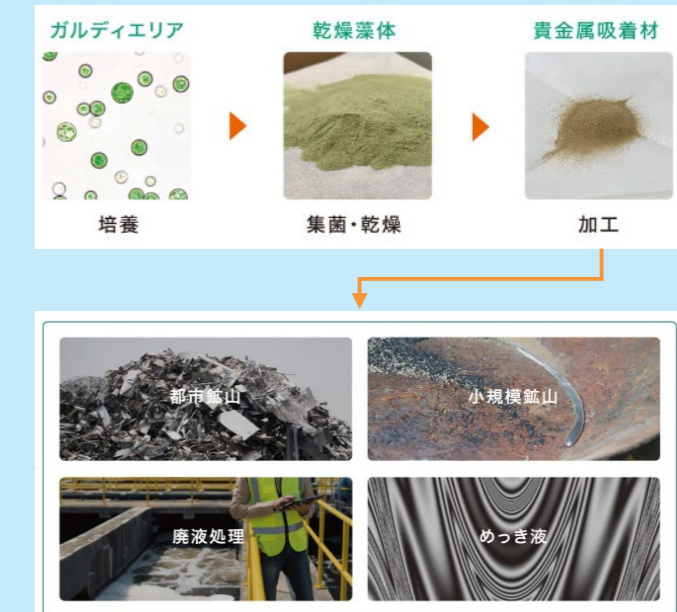 ガルディエリア
乾燥藻体
貴金属吸着材
培養
集菌・乾燥
加工
都市鉱山
小規模鉱山
廃液処理
めっき液